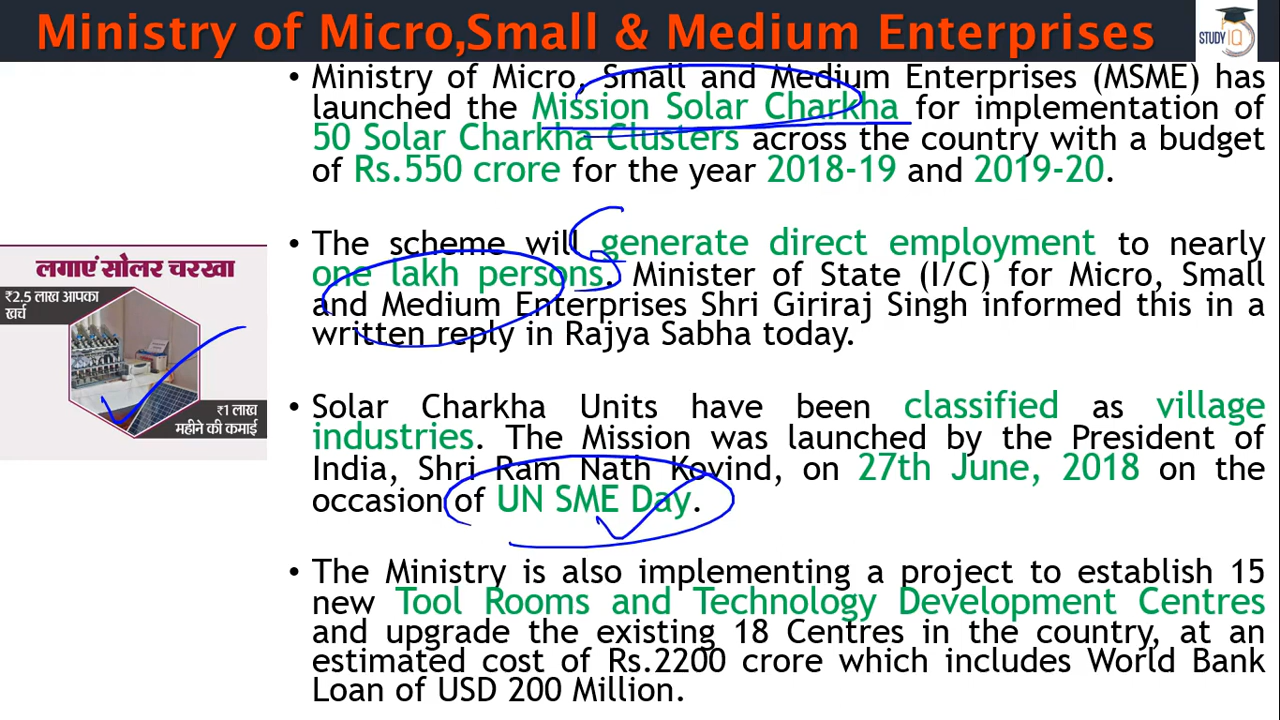 Ministry of Micro,Small & Medium Enterprises
STUDY IQ
• Ministry of Micro, Small and Medium Enterprises (MSME) has
launched the Mission Solar Charkha for implementation of
50 Solar Charkha Clusters across the country with a budget
of Rs.550 crore for the year 2018-19 and 2019-20.
• The scheme will generate direct employment to nearly
one lakh persons. Minister of State (I/C) for Micro, Small
and Medium Enterprises Shri Giriraj Singh informed this in a
written reply in Rajya Sabha today.
लगाएं सोलर चरखा
₹2.5 लाख आपका
खर्च
₹1 लाख
महीने की कमाई
• Solar Charkha Units have been classified as village
industries. The Mission was launched by the President of
India, Shri Ram Nath Kovind, on 27th June, 2018 on the
occasion of UN SME Day.
• The Ministry is also implementing a project to establish 15
new Tool Rooms and Technology Development Centres
and upgrade the existing 18 Centres in the country, at an
estimated cost of Rs.2200 crore which includes World Bank
Loan of USD 200 Million.